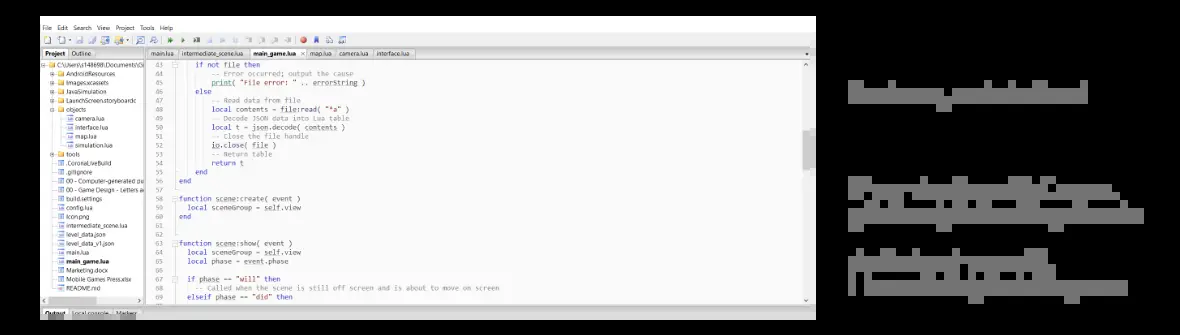 File Edit Search View Project Tools Help
Project Outline
main.lua intermediate_scene.lua main_game.lua × map.lua camera.lua interface.lua
C:\Users\s148698\Documents\Gi
AndroidResources
Images.xcassets
JavaSimulation
LaunchScreen.storyboardc
objects
camera.lua
interface.lua
map.lua
simulation.lua
tools
.CoronaLiveBuild
.gitignore
00 - Computer-generated pu
00 - Game Design - Letters a
build.settings
config.lua
Icon.png
intermediate_scene.lua
level_data.json
level_data_v1.json
main.lua
main_game.lua
Marketing.docx
Mobile Games Press.xlsx
README.md
43 if not file then
44 -- Error occurred; output the cause
45 print( "File error: " .. errorString )
46 else
47 -- Read data from file
48 local contents = file:read( "*a" )
49 -- Decode JSON data into Lua table
50 local t = json.decode( contents )
51 -- Close the file handle
52 io.close( file )
53 -- Return table
54 return t
55 end
56 end
57
58 function scene:create( event )
59 local sceneGroup = self.view
60 end
61
62
63 function scene:show( event )
64 local sceneGroup = self.view
65 local phase = event.phase
66
67 if phase == "will" then
68 -- Called when the scene is still off screen and is about to move on screen
69 elseif phase == "did" then
Output Local console Markers